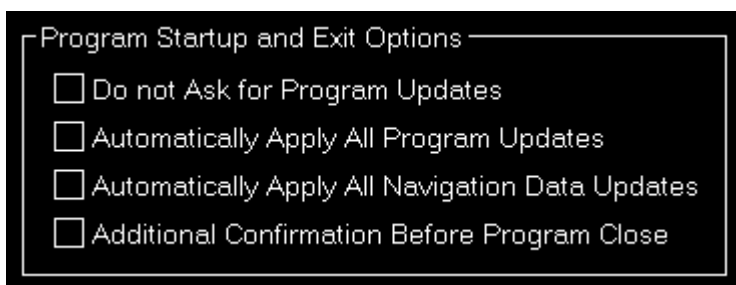 Program Startup and Exit Options
Do not Ask for Program Updates
Automatically Apply All Program Updates
Automatically Apply All Navigation Data Updates
Additional Confirmation Before Program Close